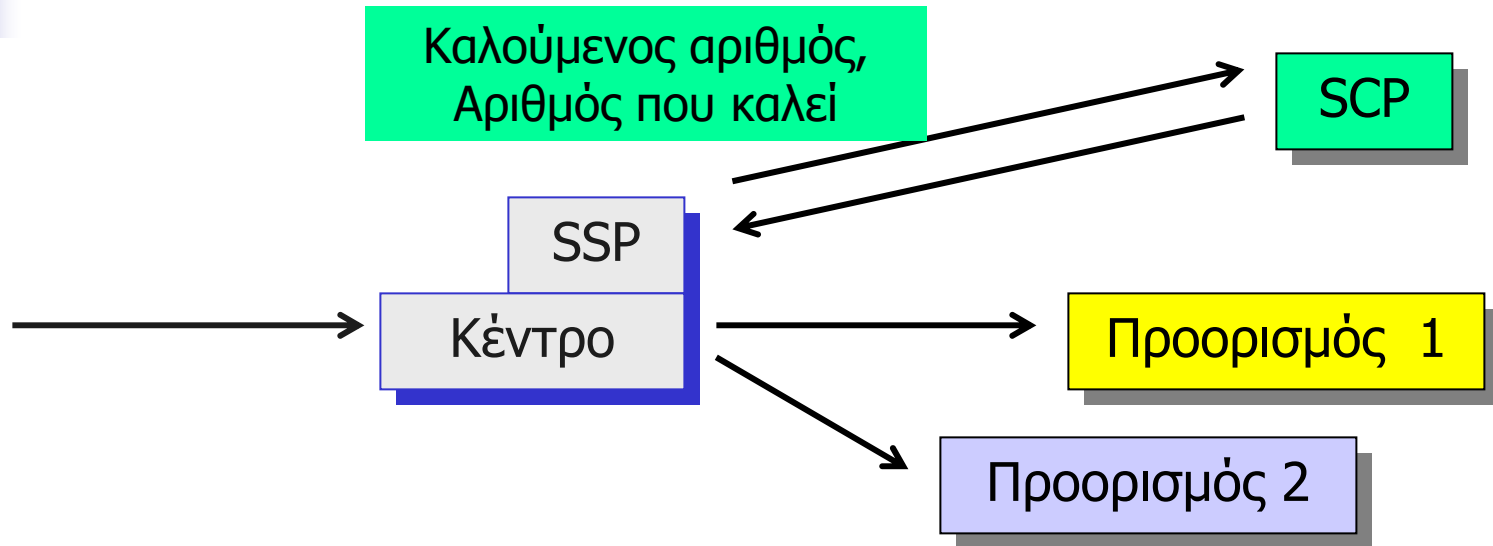 Καλούμενος αριθμός,
Αριθμός που καλεί
SCP
SSP
Κέντρο
Προορισμός 1
Προορισμός 2